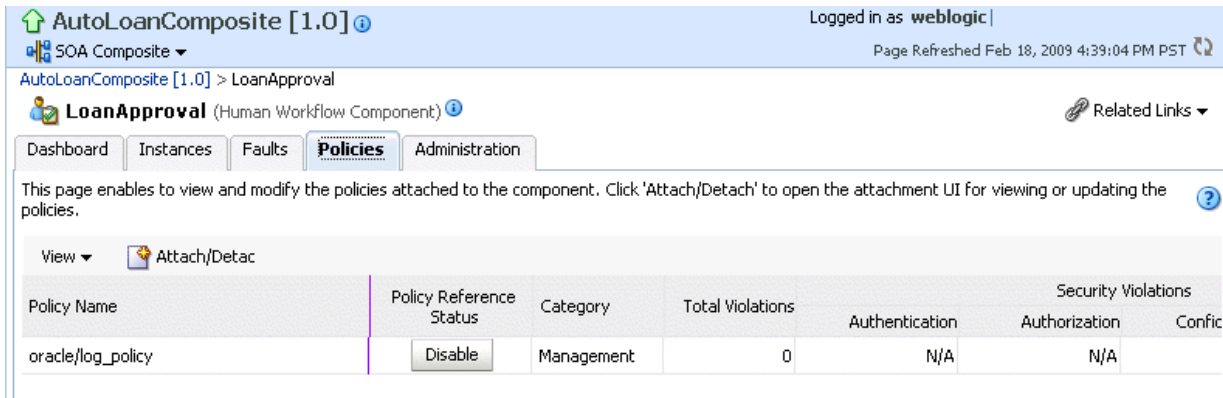 AutoLoanComposite [1.0]
Logged in as weblogic|
SOA Composite
Page Refreshed Feb 18, 2009 4:39:04 PM PST
AutoLoanComposite [1.0] > LoanApproval
LoanApproval (Human Workflow Component)
Related Links
Dashboard Instances Faults Policies Administration
This page enables to view and modify the policies attached to the component. Click 'Attach/Detach' to open the attachment UI for viewing or updating the
policies.
View Attach/Detac
Policy Name Policy Reference Status Category Total Violations Security Violations
Authentication Authorization Confic
oracle/log_policy Disable Management 0 N/A N/A